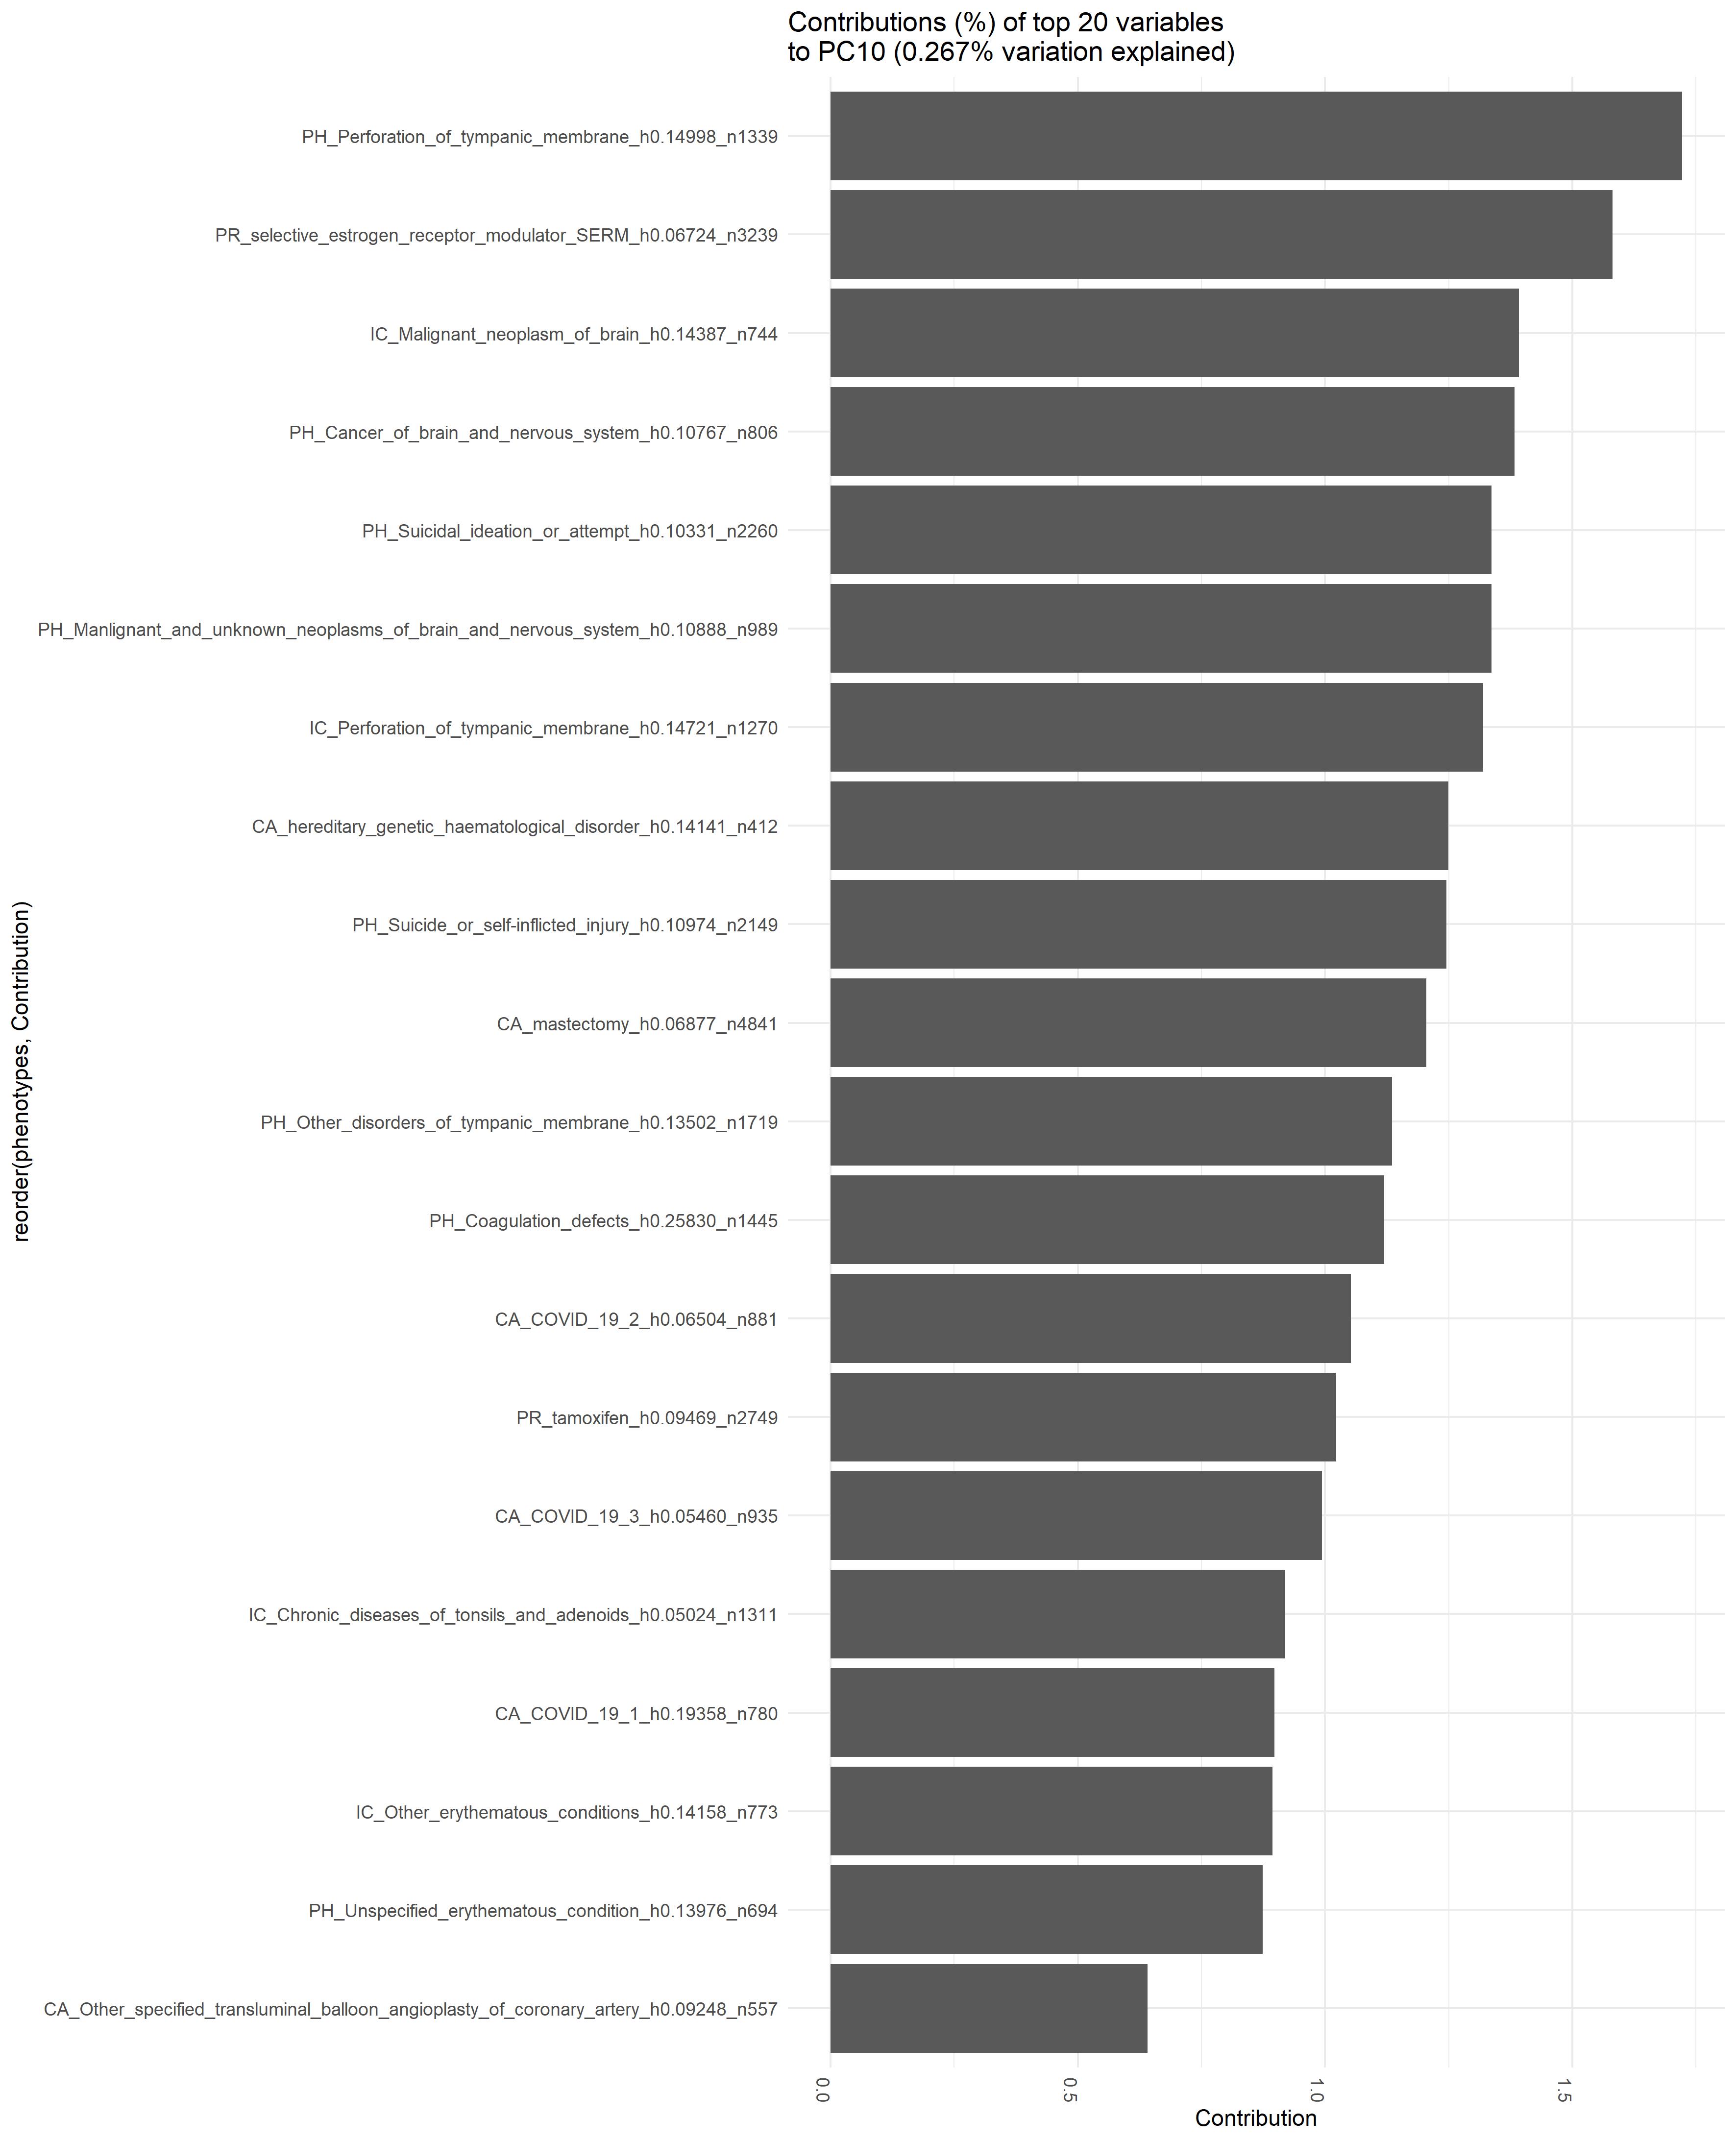 Contributions (%) of top 20 variables
to PC10 (0.267% variation explained)
PH_Perforation_of_tympanic_membrane_h0.14998_n1339
PR_selective_estrogen_receptor_modulator_SERM_h0.06724_n3239
IC_Malignant_neoplasm_of_brain_h0.14387_n744
PH_Cancer_of_brain_and_nervous_system_h0.10767_n806
PH_Suicidal_ideation_or_attempt_h0.10331_n2260
PH_Manlignant_and_unknown_neoplasms_of_brain_and_nervous_system_h0.10888_n989
IC_Perforation_of_tympanic_membrane_h0.14721_n1270
CA_hereditary_genetic_haematological_disorder_h0.14141_n412
PH_Suicide_or_self-inflicted_injury_h0.10974_n2149
CA_mastectomy_h0.06877_n4841
PH_Other_disorders_of_tympanic_membrane_h0.13502_n1719
PH_Coagulation_defects_h0.25830_n1445
CA_COVID_19_2_h0.06504_n881
PR_tamoxifen_h0.09469_n2749
CA_COVID_19_3_h0.05460_n935
IC_Chronic_diseases_of_tonsils_and_adenoids_h0.05024_n1311
CA_COVID_19_1_h0.19358_n780
IC_Other_erythematous_conditions_h0.14158_n773
PH_Unspecified_erythematous_condition_h0.13976_n694
CA_Other_specified_transluminal_balloon_angioplasty_of_coronary_artery_h0.09248_n557
reorder(phenotypes, Contribution)
0.0
0.5
1.0
1.5
Contribution